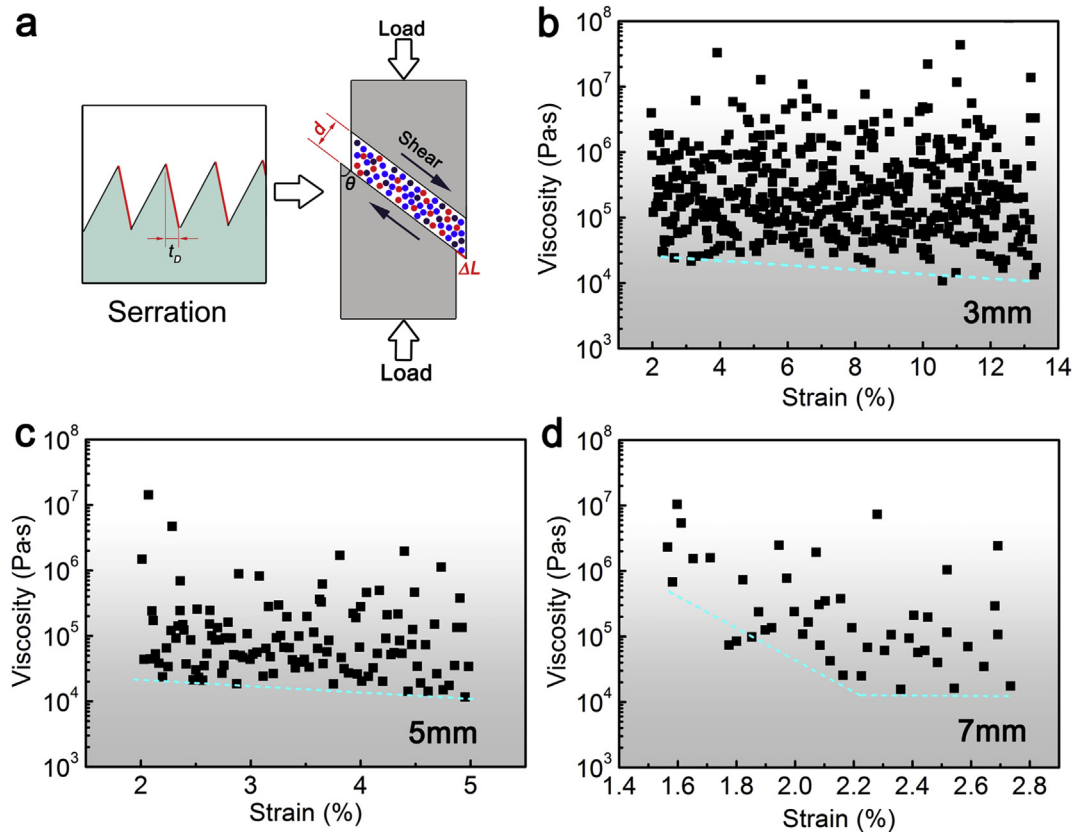 a
Load
d
Shear
θ
t_D
ΔL
Serration
Load
b
Viscosity (Pa·s)
10^8
10^7
10^6
10^5
10^4
10^3
3mm
2 4 6 8 10 12 14
Strain (%)
c
Viscosity (Pa·s)
10^8
10^7
10^6
10^5
10^4
10^3
5mm
2 3 4 5
Strain (%)
d
Viscosity (Pa·s)
10^8
10^7
10^6
10^5
10^4
10^3
7mm
1.4 1.6 1.8 2.0 2.2 2.4 2.6 2.8
Strain (%)